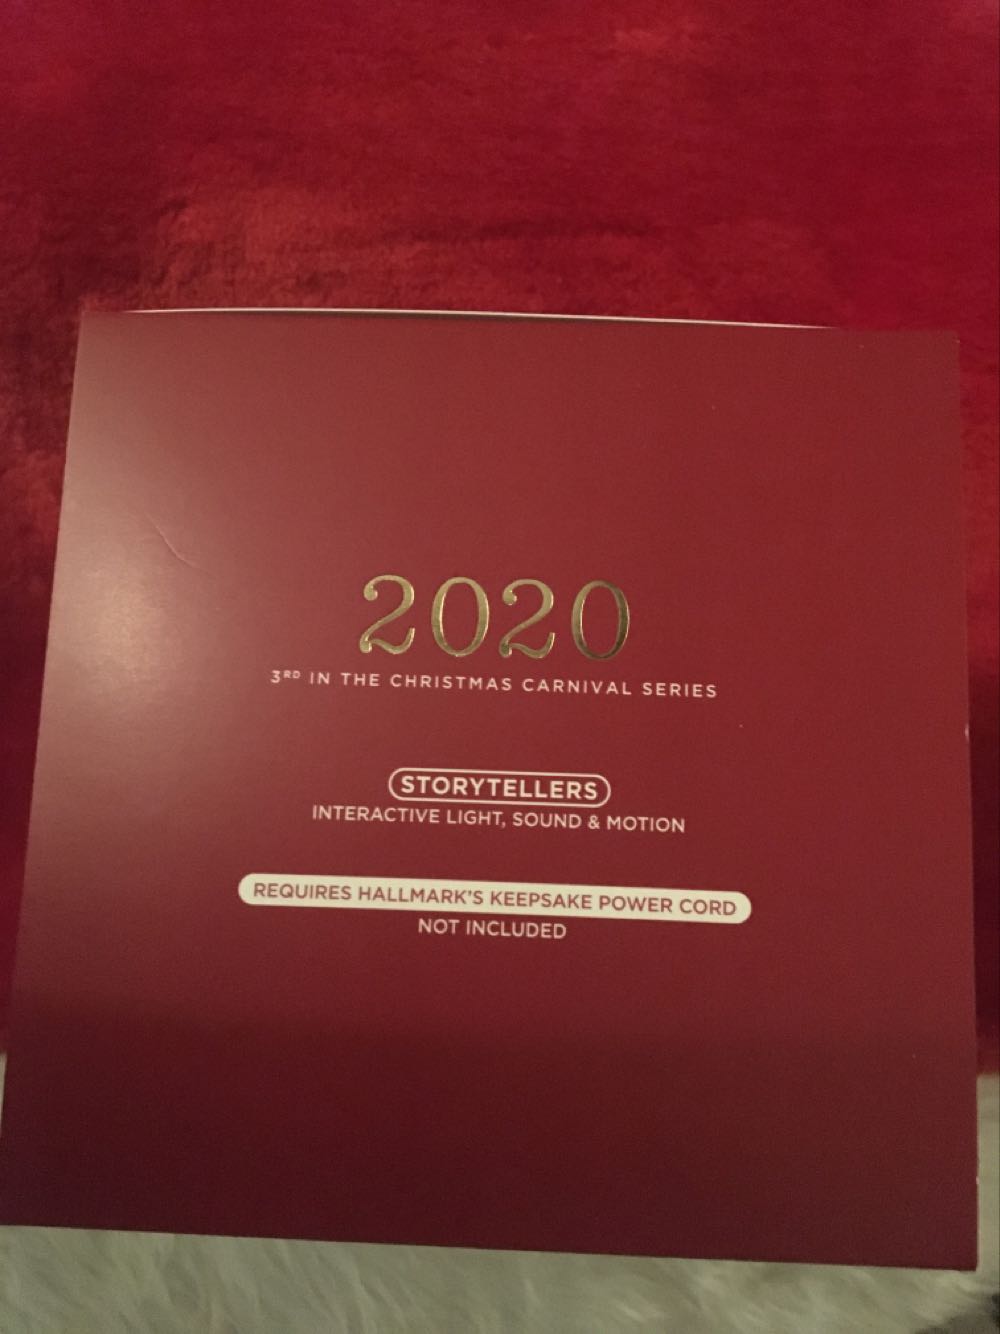 2020
3RD IN THE CHRISTMAS CARNIVAL SERIES
STORYTELLERS
INTERACTIVE LIGHT, SOUND & MOTION
REQUIRES HALLMARK'S KEEPSAKE POWER CORD
NOT INCLUDED